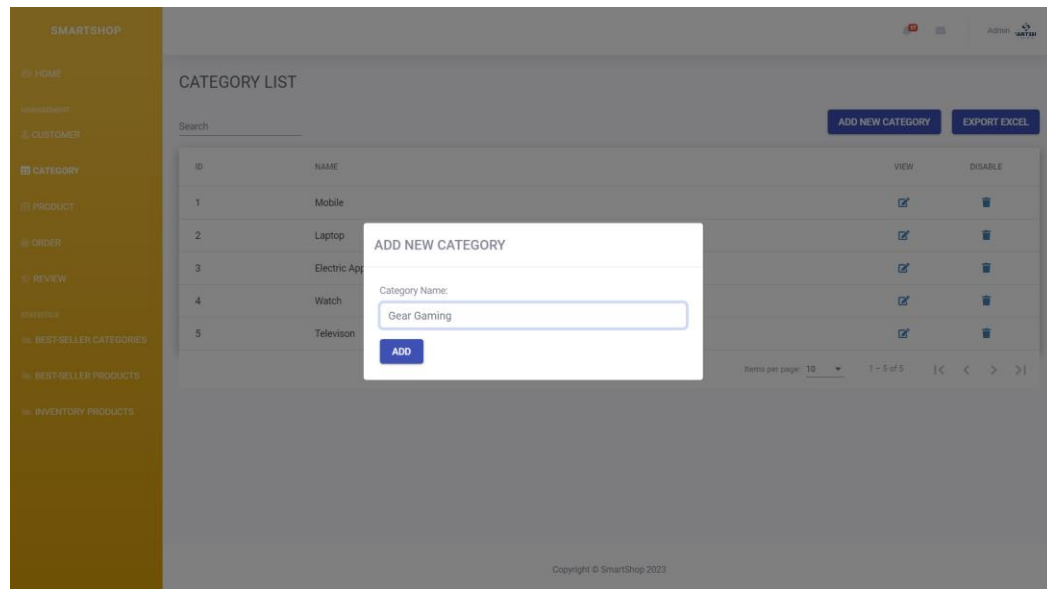 SMARTSHOP
Admin
HOME
CUSTOMER
CATEGORY
PRODUCT
ORDER
REVIEW
STATISTICS
BEST-SELLER CATEGORIES
BEST-SELLER PRODUCTS
INVENTORY PRODUCTS
CATEGORY LIST
Search
ADD NEW CATEGORY EXPORT EXCEL
ID NAME VIEW DISABLE
1 Mobile
2 Laptop
3 Electric App
4 Watch
5 Televison
ADD NEW CATEGORY
Category Name:
Gear Gaming
ADD
Items per page: 10 1 – 5 of 5
Copyright © SmartShop 2023